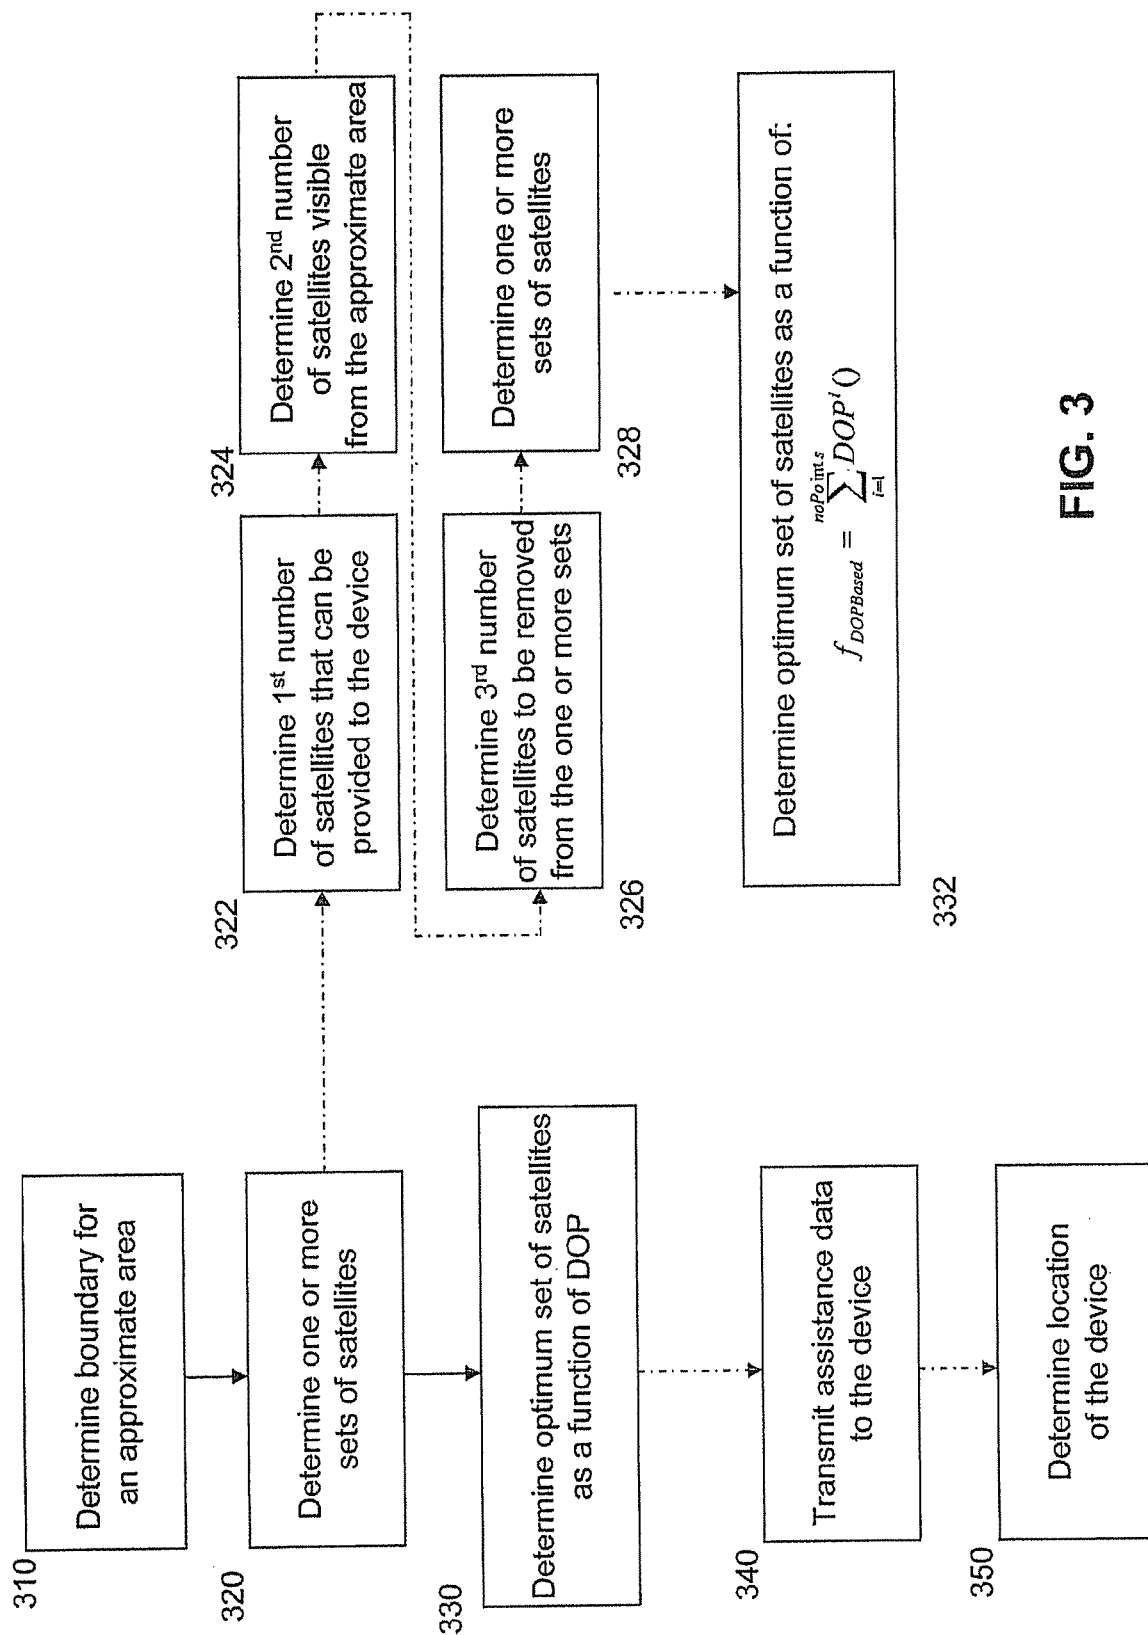 310
Determine boundary for
an approximate area
320
Determine one or more
sets of satellites
330
Determine optimum set of satellites
as a function of DOP
340
Transmit assistance data
to the device
350
Determine location
of the device
322
Determine 1st number
of satellites that can be
provided to the device
324
Determine 2nd number
of satellites visible
from the approximate area
326
Determine 3rd number
of satellites to be removed
from the one or more sets
328
Determine one or more
sets of satellites
332
Determine optimum set of satellites as a function of:
f_DOPBased = ∑_{i=1}^{noPoints} DOP^i()
FIG. 3